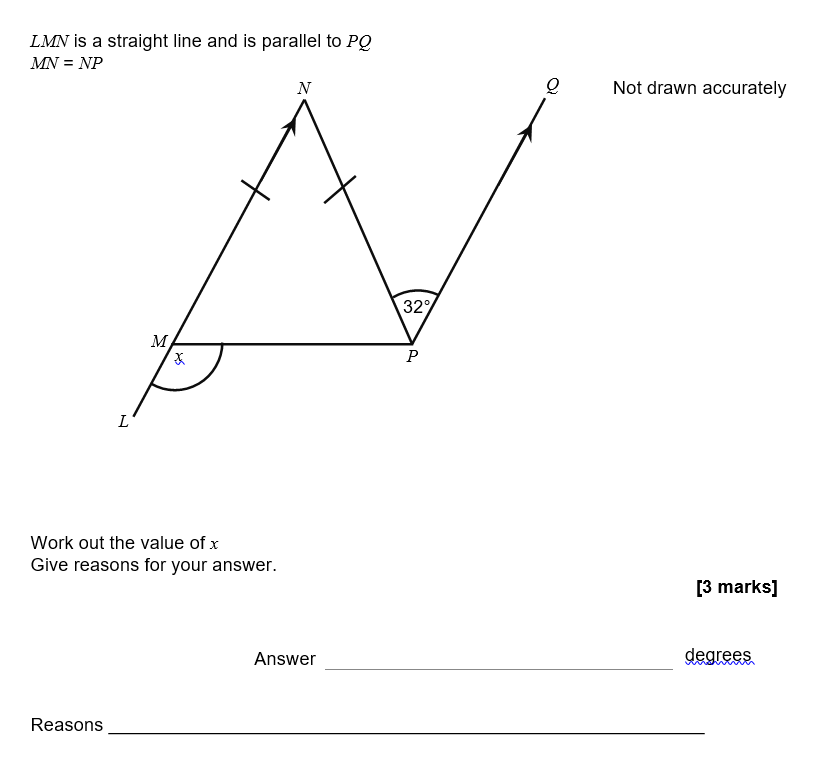 LMN is a straight line and is parallel to PQ
MN = NP
N
Q
Not drawn accurately
32°
M
x
P
L
Work out the value of x
Give reasons for your answer.
[3 marks]
Answer
degrees
Reasons